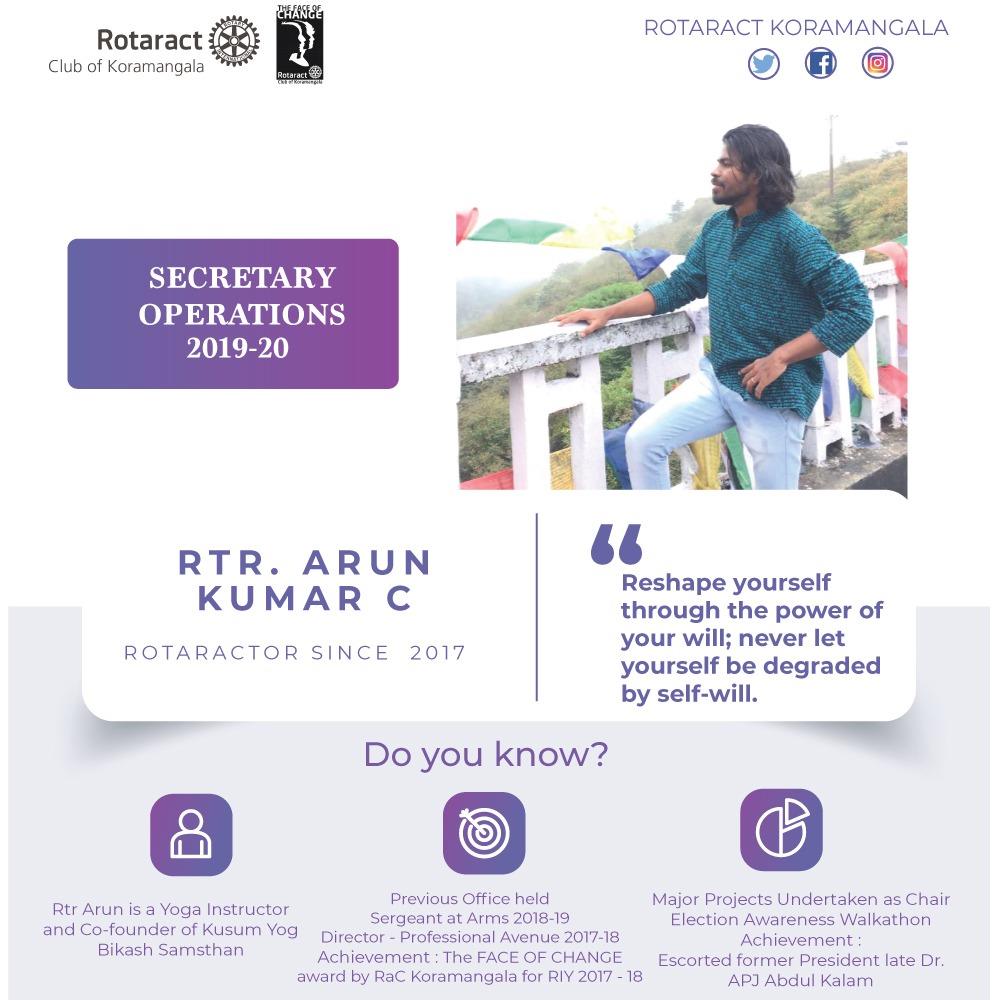 Rotaract
Club of Koramangala
ROTARY
INTERNATIONAL
THE FACE OF
CHANGE
Rotaract
Club of Koramangala
ROTARACT KORAMANGALA
SECRETARY
OPERATIONS
2019-20
RTR. ARUN
KUMAR C
ROTARACTOR SINCE 2017
“
Reshape yourself
through the power of
your will; never let
yourself be degraded
by self-will.
Do you know?
Rtr Arun is a Yoga Instructor
and Co-founder of Kusum Yog
Bikash Samsthan
Previous Office held
Sergeant at Arms 2018-19
Director - Professional Avenue 2017-18
Achievement : The FACE OF CHANGE
award by RaC Koramangala for RIY 2017 - 18
Major Projects Undertaken as Chair
Election Awareness Walkathon
Achievement :
Escorted former President late Dr.
APJ Abdul Kalam